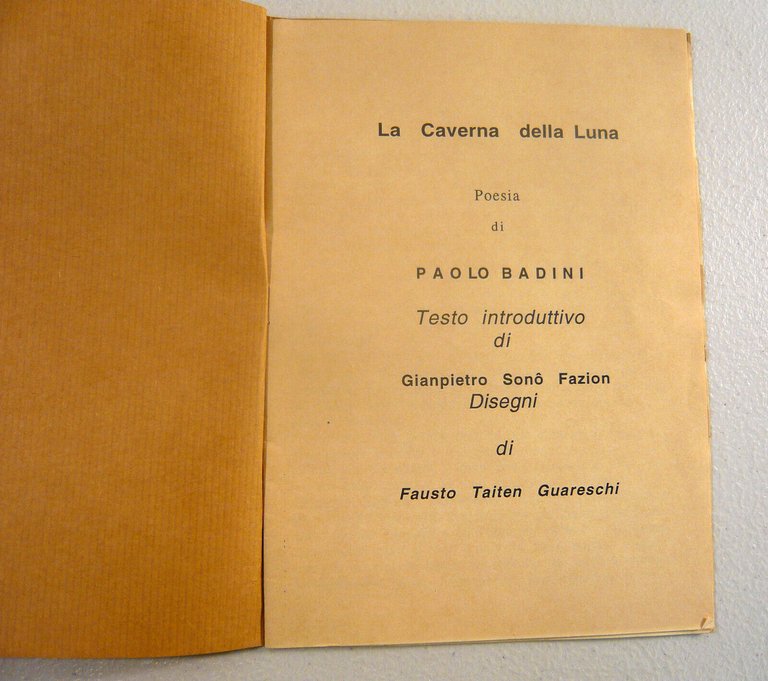 La Caverna della Luna
Poesia
di
PAOLO BADINI
Testo introduttivo
di
Gianpietro Sonô Fazion
Disegni
di
Fausto Taiten Guareschi